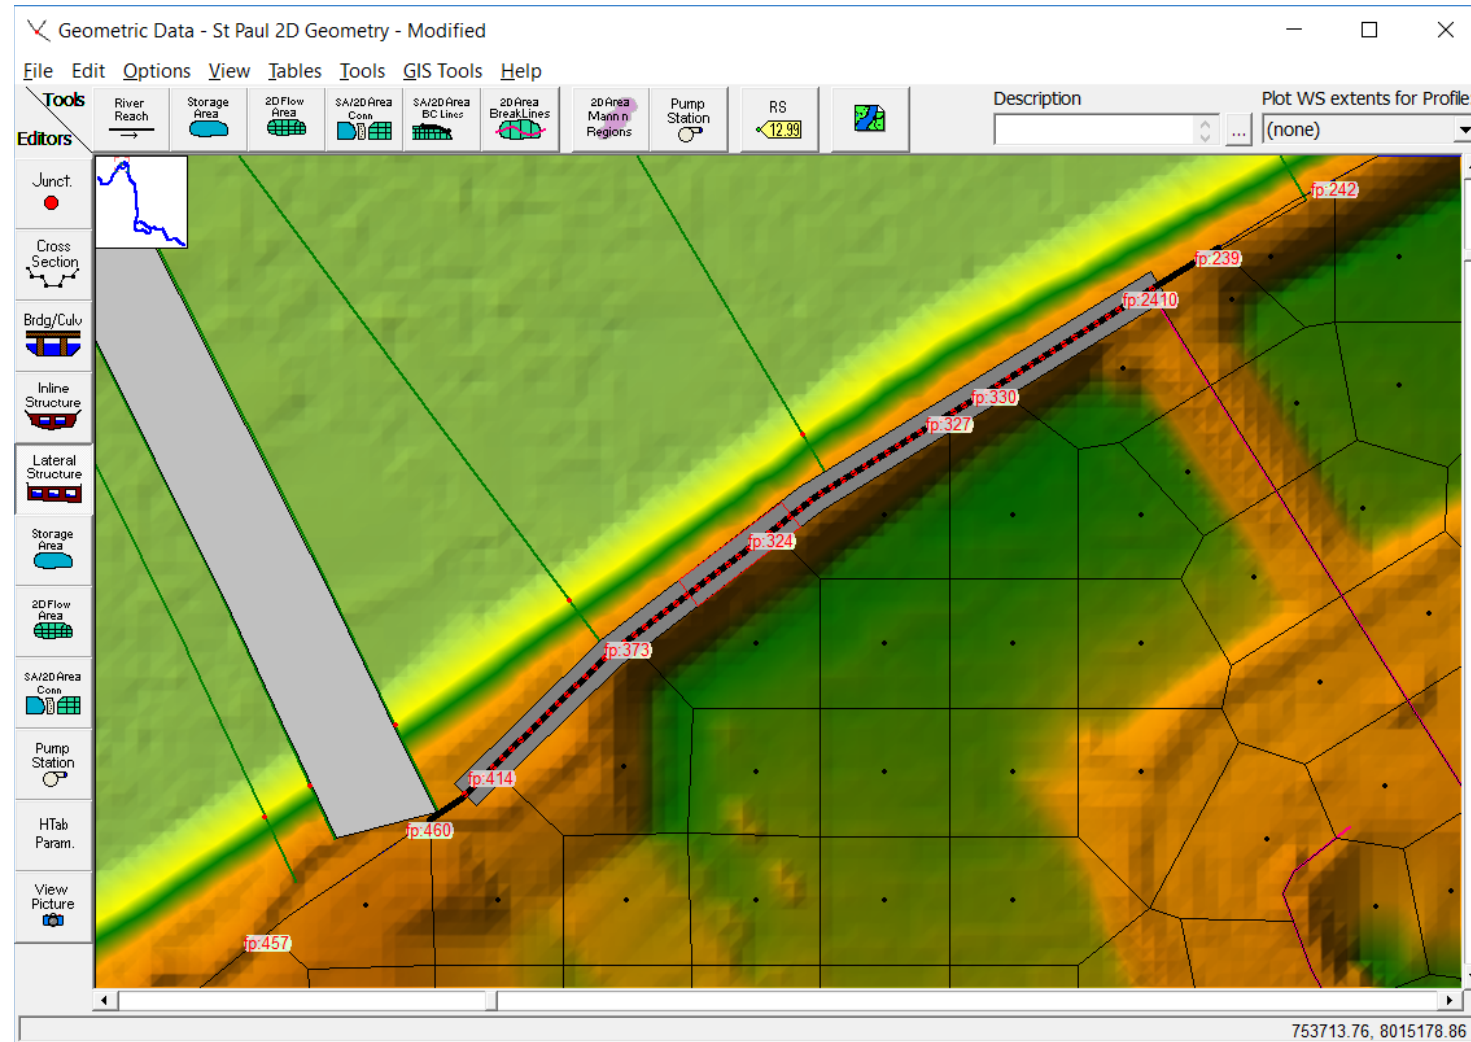 Geometric Data - St Paul 2D Geometry - Modified
File Edit Options View Tables Tools GIS Tools Help
Tools
Editors
River
Reach
Storage
Area
2D Flow
Area
SA/2D Area
Conn
SA/2D Area
BC Lines
2D Area
BreakLines
2D Area
Mann n
Regions
Pump
Station
RS
12.99
Description
...
Plot WS extents for Profile
(none)
Junct.
Cross
Section
Brdg/Culv
Inline
Structure
Lateral
Structure
Storage
Area
2D Flow
Area
SA/2D Area
Conn
Pump
Station
HTab
Param.
View
Picture
fp:242
fp:239
fp:2410
fp:330
fp:327
fp:324
fp:373
fp:414
fp:460
fp:457
753713.76, 8015178.86